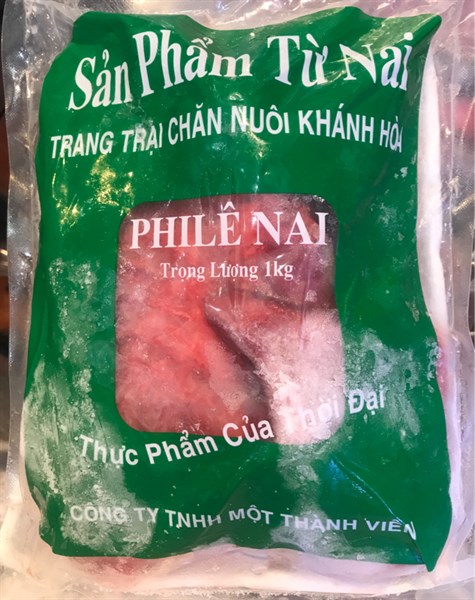 Sản Phẩm Từ Nai
TRANG TRẠI CHĂN NUÔI KHÁNH HÒA
PHILÊ NAI
Trọng Lượng 1kg
Thực Phẩm Của Thời Đại
CÔNG TY TNHH MỘT THÀNH VIÊN